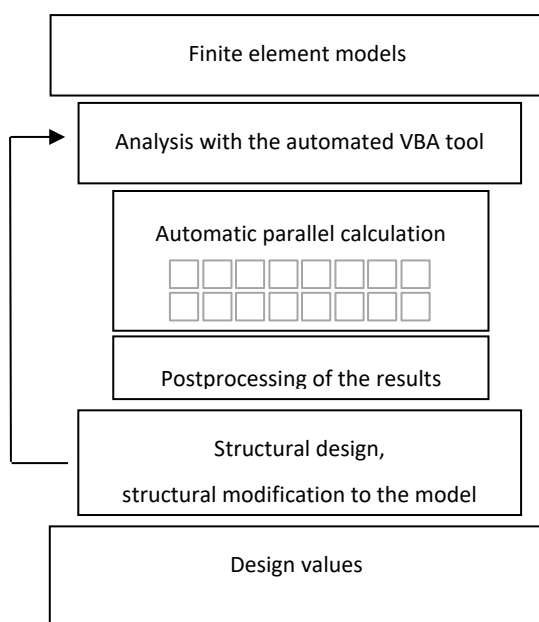 Finite element models
Analysis with the automated VBA tool
Automatic parallel calculation
Postprocessing of the results
Structural design,
structural modification to the model
Design values